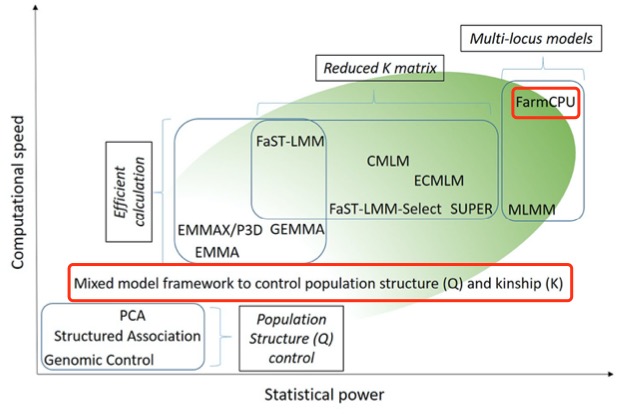 Multi-locus models
Reduced K matrix
FarmCPU
Efficient
calculation
FaST-LMM
CMLM
ECMLM
FaST-LMM-Select SUPER MLMM
EMMAX/P3D GEMMA
EMMA
Mixed model framework to control population structure (Q) and kinship (K)
PCA
Structured Association
Genomic Control
Population
Structure (Q)
control
Computational speed
Statistical power